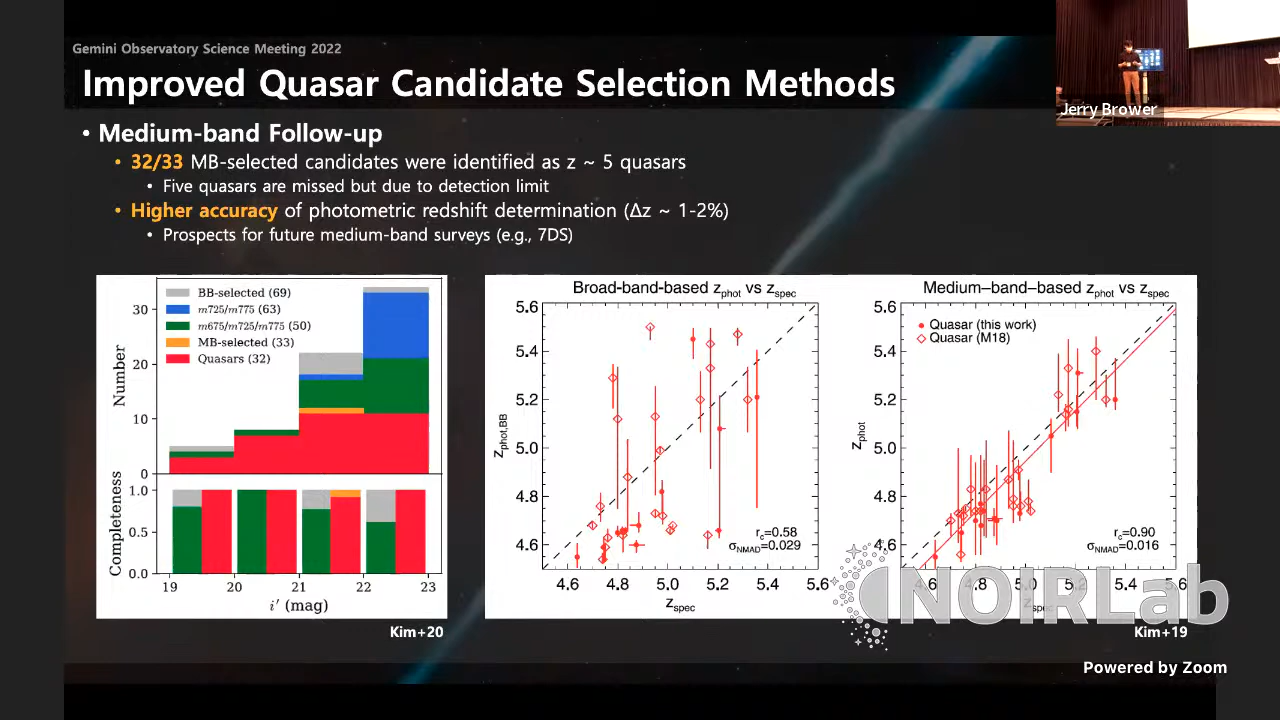 Gemini Observatory Science Meeting 2022
Improved Quasar Candidate Selection Methods
Jerry Brower
• Medium-band Follow-up
• 32/33 MB-selected candidates were identified as z ~ 5 quasars
• Five quasars are missed but due to detection limit
• Higher accuracy of photometric redshift determination (Δz ~ 1-2%)
• Prospects for future medium-band surveys (e.g., 7DS)
BB-selected (69)
m725/m775 (63)
m675/m725/m775 (50)
MB-selected (33)
Quasars (32)
Number
30
20
10
0
Completeness
1.0
0.5
0.0
19 20 21 22 23
i′ (mag)
Kim+20
Broad-band-based zphot vs zspec
zphot,BB
5.6
5.4
5.2
5.0
4.8
4.6
rc=0.58
σNMAD=0.029
4.6 4.8 5.0 5.2 5.4 5.6
zspec
Medium–band–based zphot vs zspec
Quasar (this work)
Quasar (M18)
zphot
5.6
5.4
5.2
5.0
4.8
4.6
rc=0.90
σNMAD=0.016
4.6 4.8 5.0 5.2 5.4 5.6
zspec
NOIRLab
Kim+19
Powered by Zoom